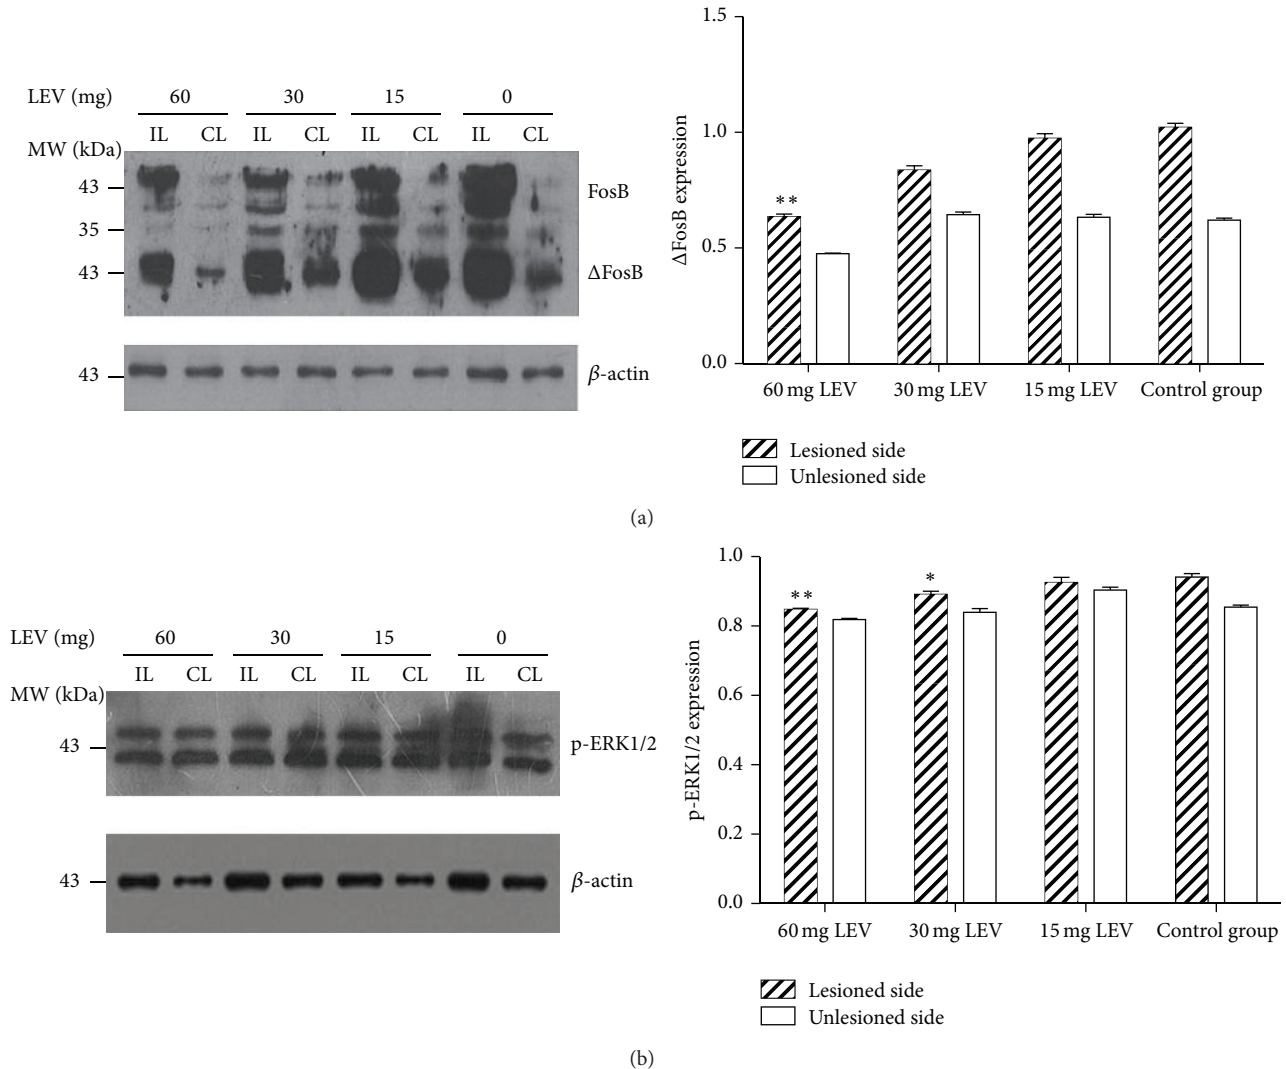 LEV (mg) 60 30 15 0
IL CL IL CL IL CL IL CL
MW (kDa)
43
FosB
35
43
ΔFosB
43
β-actin
1.5
1.0
0.5
0.0
ΔFosB expression
**
60 mg LEV 30 mg LEV 15 mg LEV Control group
Lesioned side
Unlesioned side
(a)
LEV (mg) 60 30 15 0
IL CL IL CL IL CL IL CL
MW (kDa)
43
p-ERK1/2
43
β-actin
1.0
0.8
0.6
0.4
0.2
0.0
p-ERK1/2 expression
**
*
60 mg LEV 30 mg LEV 15 mg LEV Control group
Lesioned side
Unlesioned side
(b)